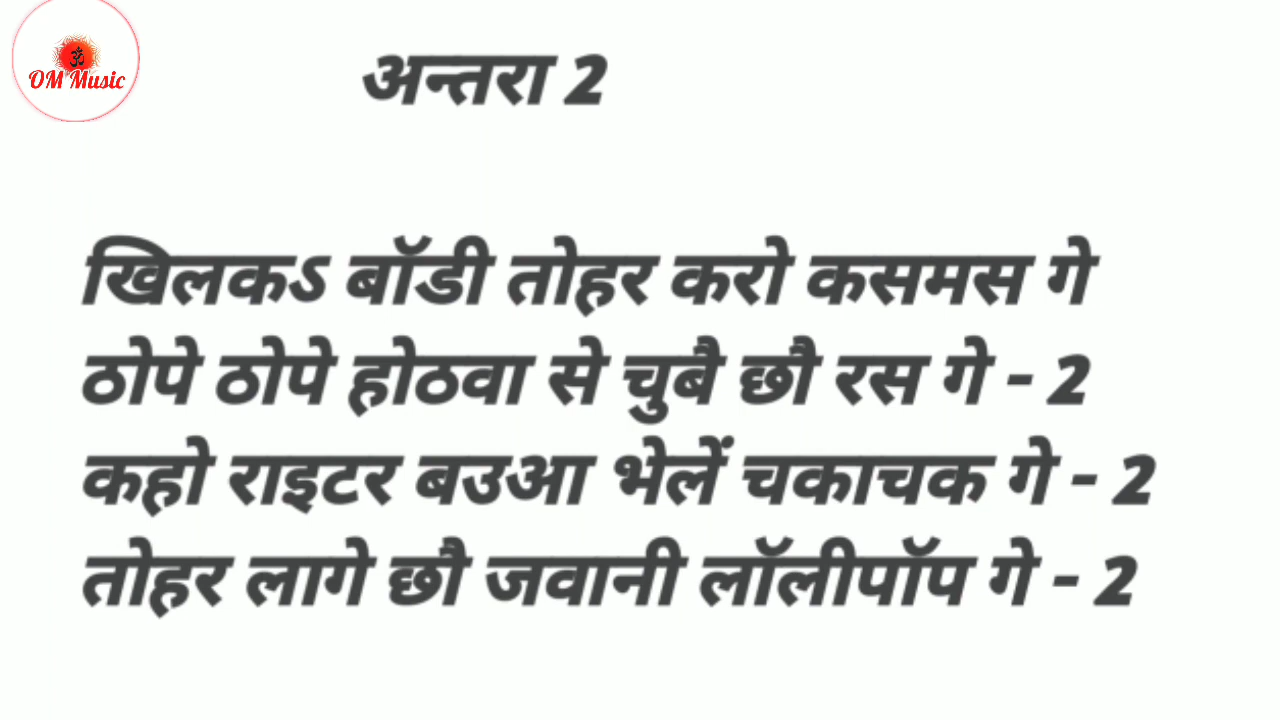 ॐ
OM Music
अन्तरा 2
खिलकऽ बॉडी तोहर करो कसमस गे
ठोपे ठोपे होठवा से चुबै छौ रस गे - 2
कहो राइटर बउआ भेलें चकाचक गे - 2
तोहर लागे छौ जवानी लॉलीपॉप गे - 2